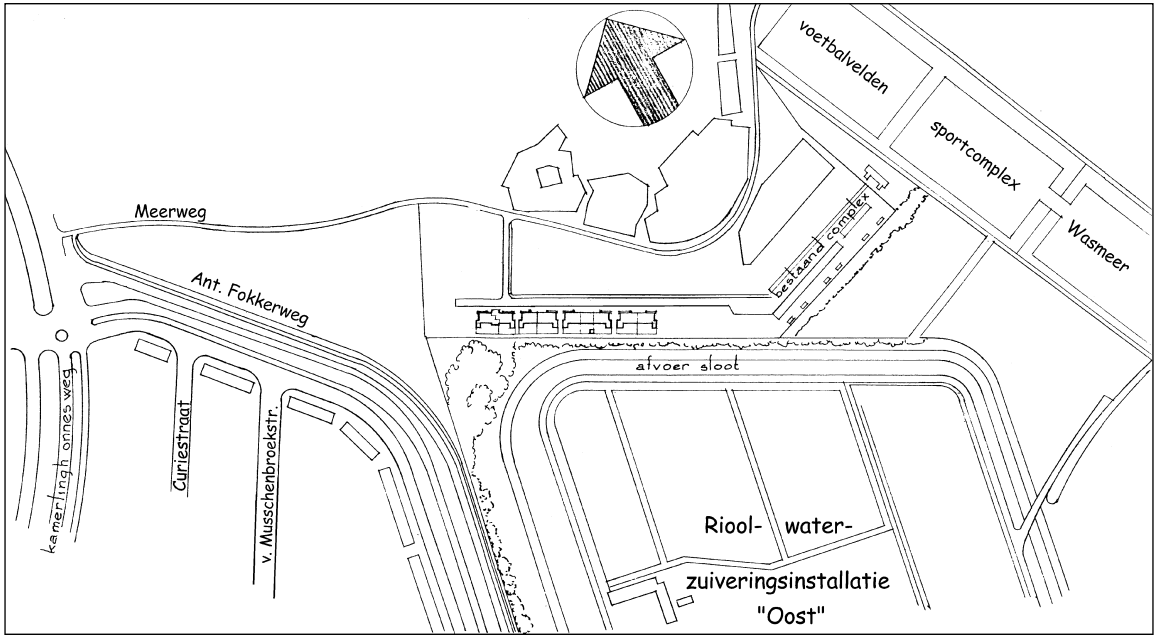 voetbalvelden
sportcomplex
Wasmeer
bestaand complex
Meerweg
Ant. Fokkerweg
afvoer sloot
kamerlingh onnes weg
Curiestraat
v. Musschenbroekstr.
Riool- water-
zuiveringsinstallatie
"Oost"